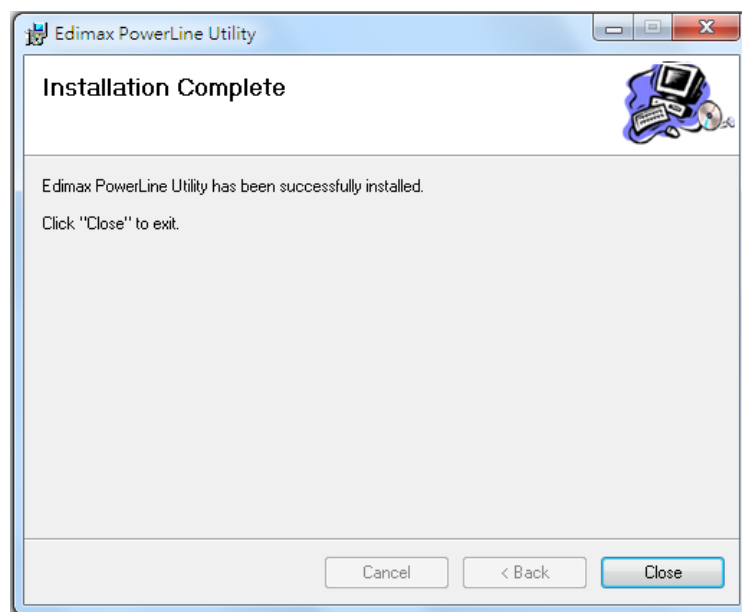 Edimax PowerLine Utility
Installation Complete
Edimax PowerLine Utility has been successfully installed.
Click "Close" to exit.
Cancel
< Back
Close